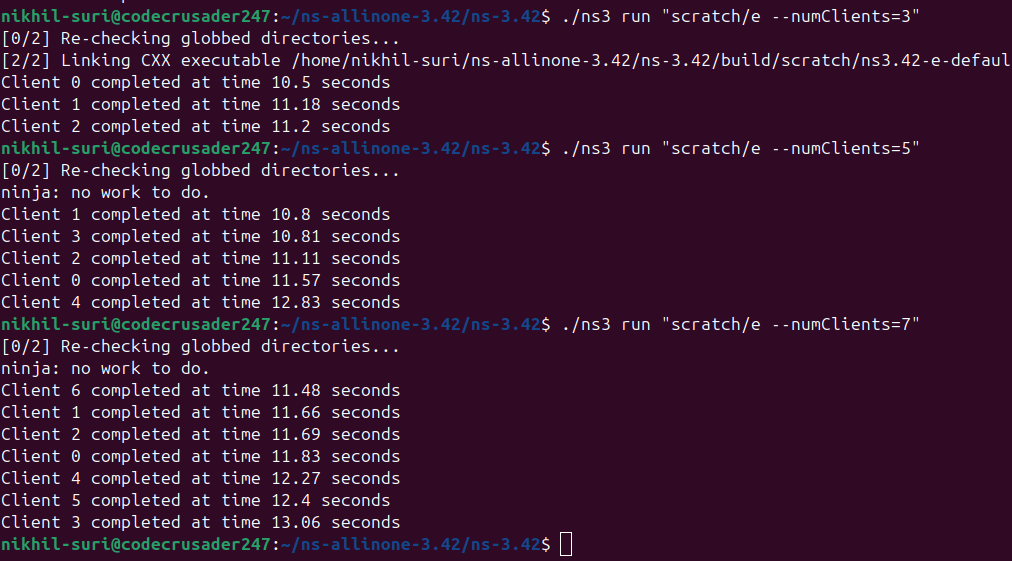 nikhil-suri@codecrusader247:~/ns-allinone-3.42/ns-3.42$ ./ns3 run "scratch/e --numClients=3"
[0/2] Re-checking globbed directories...
[2/2] Linking CXX executable /home/nikhil-suri/ns-allinone-3.42/ns-3.42/build/scratch/ns3.42-e-defaul
Client 0 completed at time 10.5 seconds
Client 1 completed at time 11.18 seconds
Client 2 completed at time 11.2 seconds
nikhil-suri@codecrusader247:~/ns-allinone-3.42/ns-3.42$ ./ns3 run "scratch/e --numClients=5"
[0/2] Re-checking globbed directories...
ninja: no work to do.
Client 1 completed at time 10.8 seconds
Client 3 completed at time 10.81 seconds
Client 2 completed at time 11.11 seconds
Client 0 completed at time 11.57 seconds
Client 4 completed at time 12.83 seconds
nikhil-suri@codecrusader247:~/ns-allinone-3.42/ns-3.42$ ./ns3 run "scratch/e --numClients=7"
[0/2] Re-checking globbed directories...
ninja: no work to do.
Client 6 completed at time 11.48 seconds
Client 1 completed at time 11.66 seconds
Client 2 completed at time 11.69 seconds
Client 0 completed at time 11.83 seconds
Client 4 completed at time 12.27 seconds
Client 5 completed at time 12.4 seconds
Client 3 completed at time 13.06 seconds
nikhil-suri@codecrusader247:~/ns-allinone-3.42/ns-3.42$